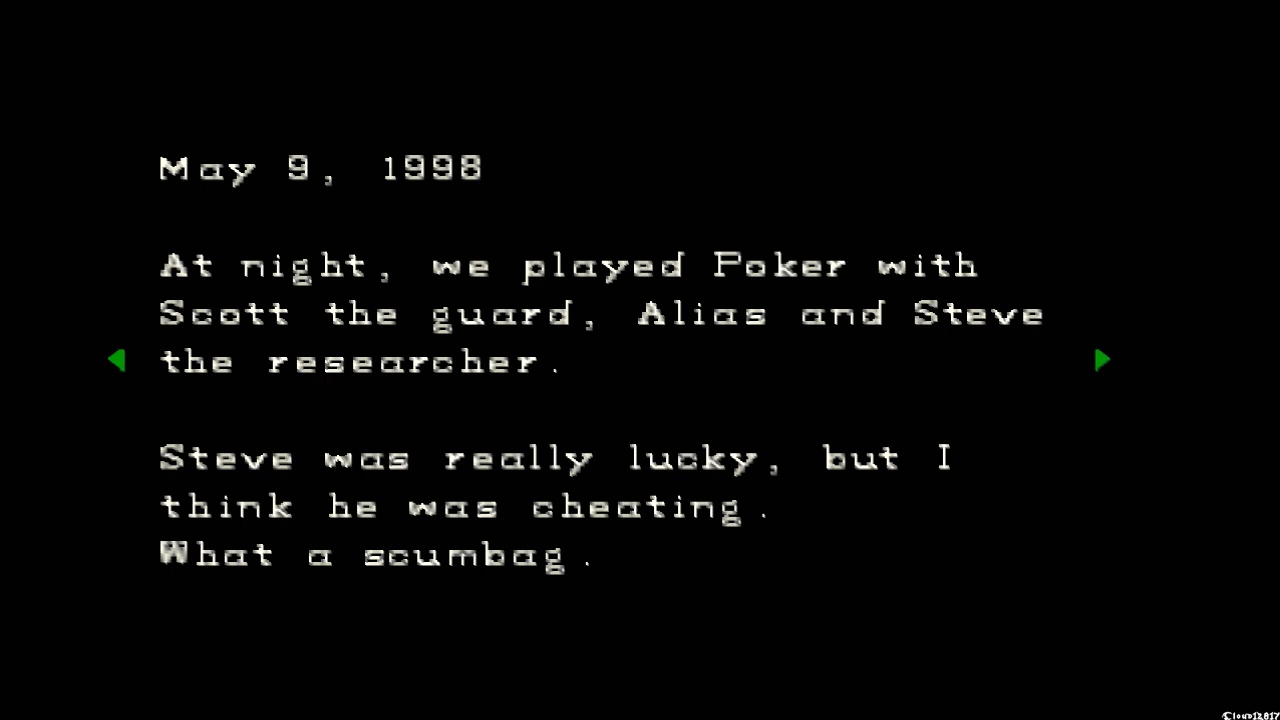 May 9, 1998
At night, we played Poker with
Scott the guard, Alias and Steve
the researcher.
Steve was really lucky, but I
think he was cheating.
What a scumbag.